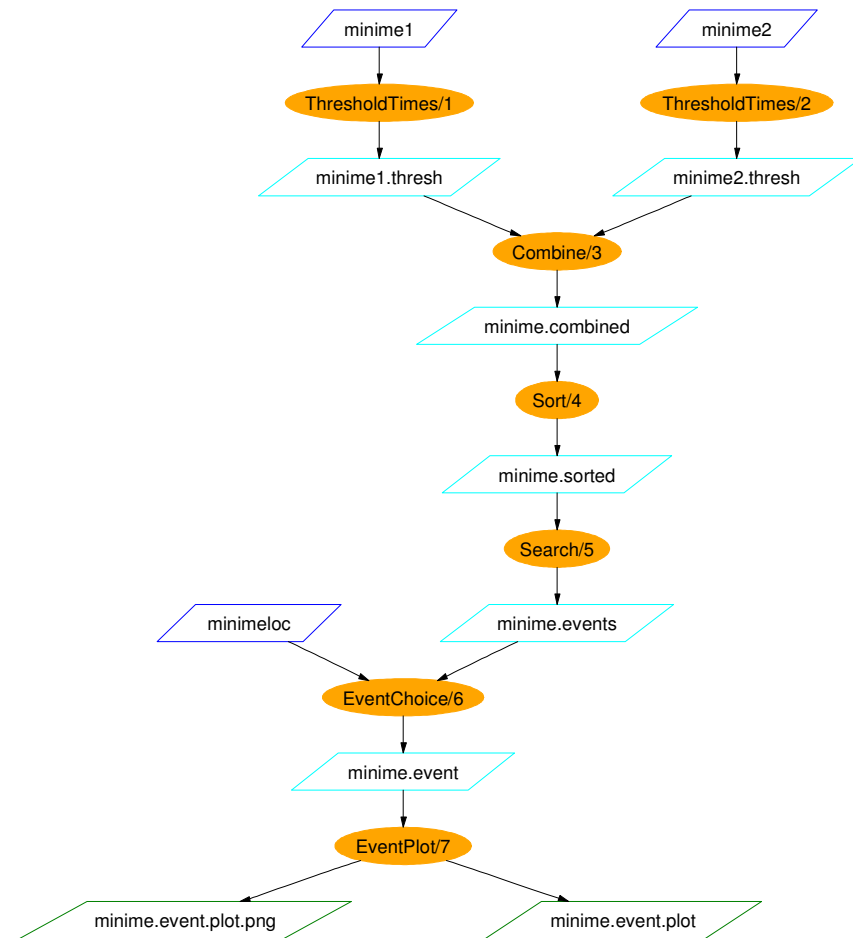 minime1
minime2
ThresholdTimes/1
ThresholdTimes/2
minime1.thresh
minime2.thresh
Combine/3
minime.combined
Sort/4
minime.sorted
Search/5
minimeloc
minime.events
EventChoice/6
minime.event
EventPlot/7
minime.event.plot.png
minime.event.plot